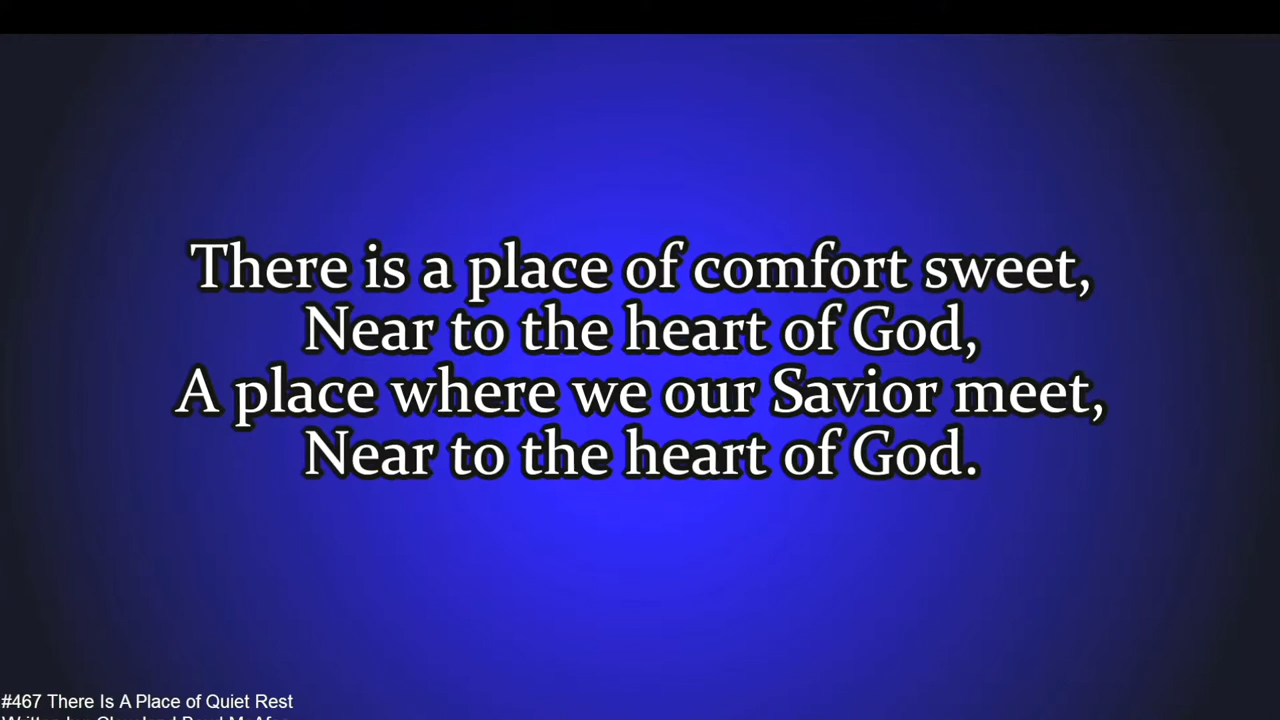 There is a place of comfort sweet,
Near to the heart of God,
A place where we our Savior meet,
Near to the heart of God.
#467 There Is A Place of Quiet Rest